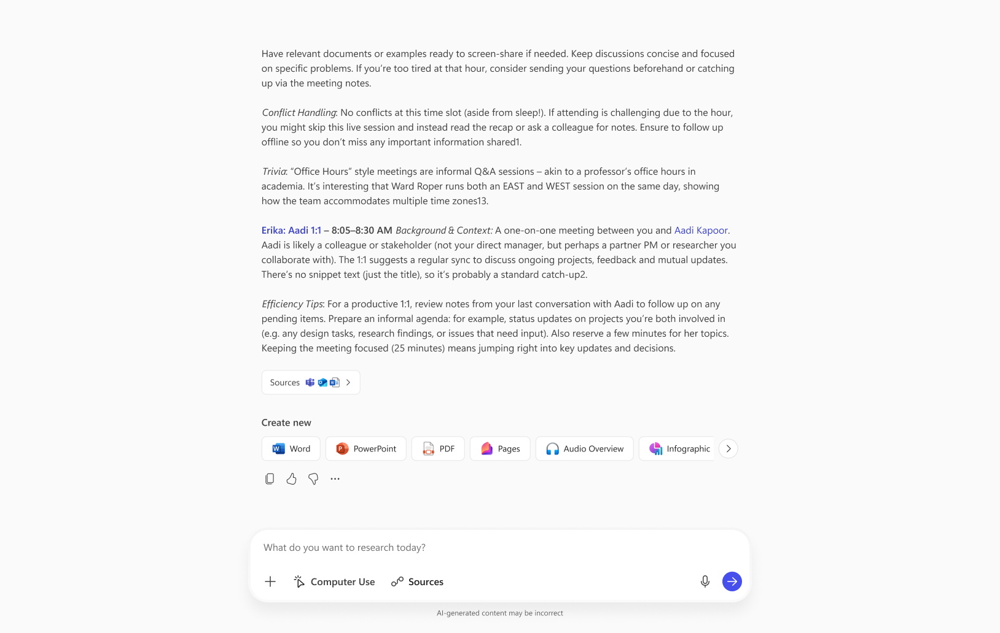 Have relevant documents or examples ready to screen-share if needed. Keep discussions concise and focused
on specific problems. If you’re too tired at that hour, consider sending your questions beforehand or catching
up via the meeting notes.
Conflict Handling: No conflicts at this time slot (aside from sleep!). If attending is challenging due to the hour,
you might skip this live session and instead read the recap or ask a colleague for notes. Ensure to follow up
offline so you don’t miss any important information shared1.
Trivia: “Office Hours” style meetings are informal Q&A sessions – akin to a professor’s office hours in
academia. It’s interesting that Ward Roper runs both an EAST and WEST session on the same day, showing
how the team accommodates multiple time zones13.
Erika: Aadi 1:1 – 8:05–8:30 AM Background & Context: A one-on-one meeting between you and Aadi Kapoor.
Aadi is likely a colleague or stakeholder (not your direct manager, but perhaps a partner PM or researcher you
collaborate with). The 1:1 suggests a regular sync to discuss ongoing projects, feedback and mutual updates.
There’s no snippet text (just the title), so it’s probably a standard catch-up2.
Efficiency Tips: For a productive 1:1, review notes from your last conversation with Aadi to follow up on any
pending items. Prepare an informal agenda: for example, status updates on projects you’re both involved in
(e.g. any design tasks, research findings, or issues that need input). Also reserve a few minutes for her topics.
Keeping the meeting focused (25 minutes) means jumping right into key updates and decisions.
Sources
Create new
Word PowerPoint PDF Pages Audio Overview Infographic
What do you want to research today?
Computer Use Sources
AI-generated content may be incorrect